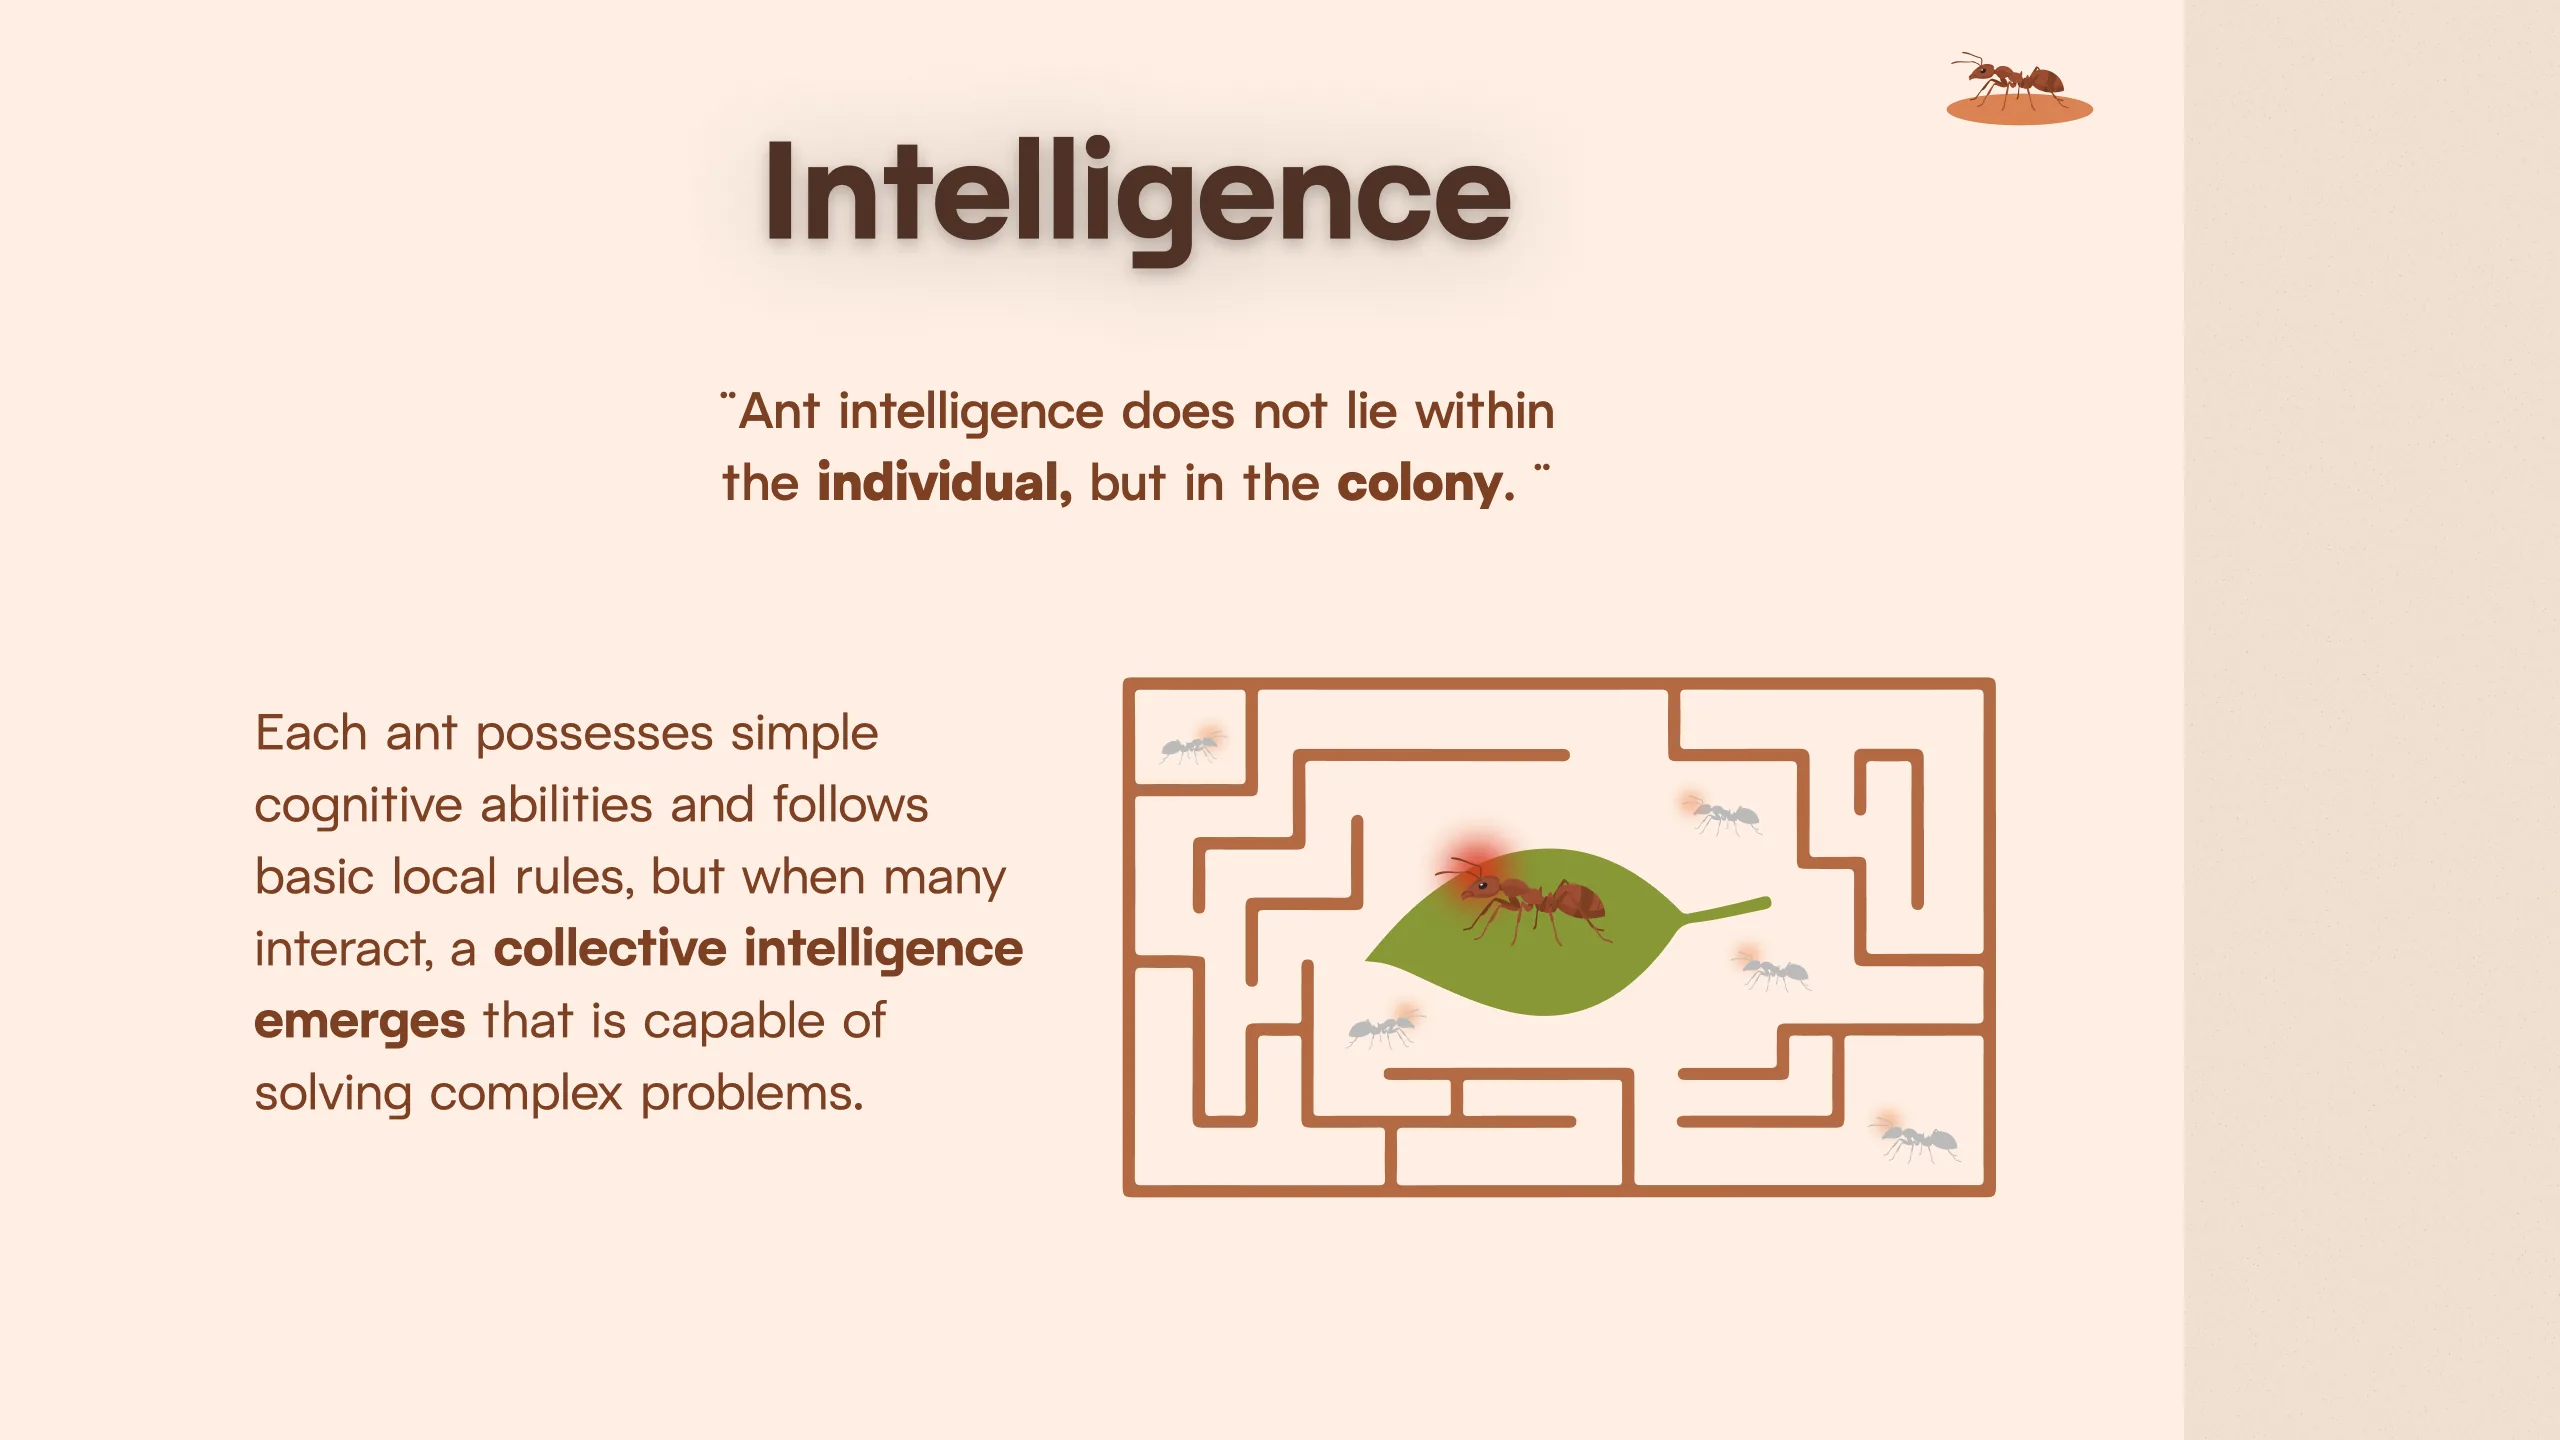 Intelligence
¨Ant intelligence does not lie within
the individual, but in the colony. ¨
Each ant possesses simple
cognitive abilities and follows
basic local rules, but when many
interact, a collective intelligence
emerges that is capable of
solving complex problems.